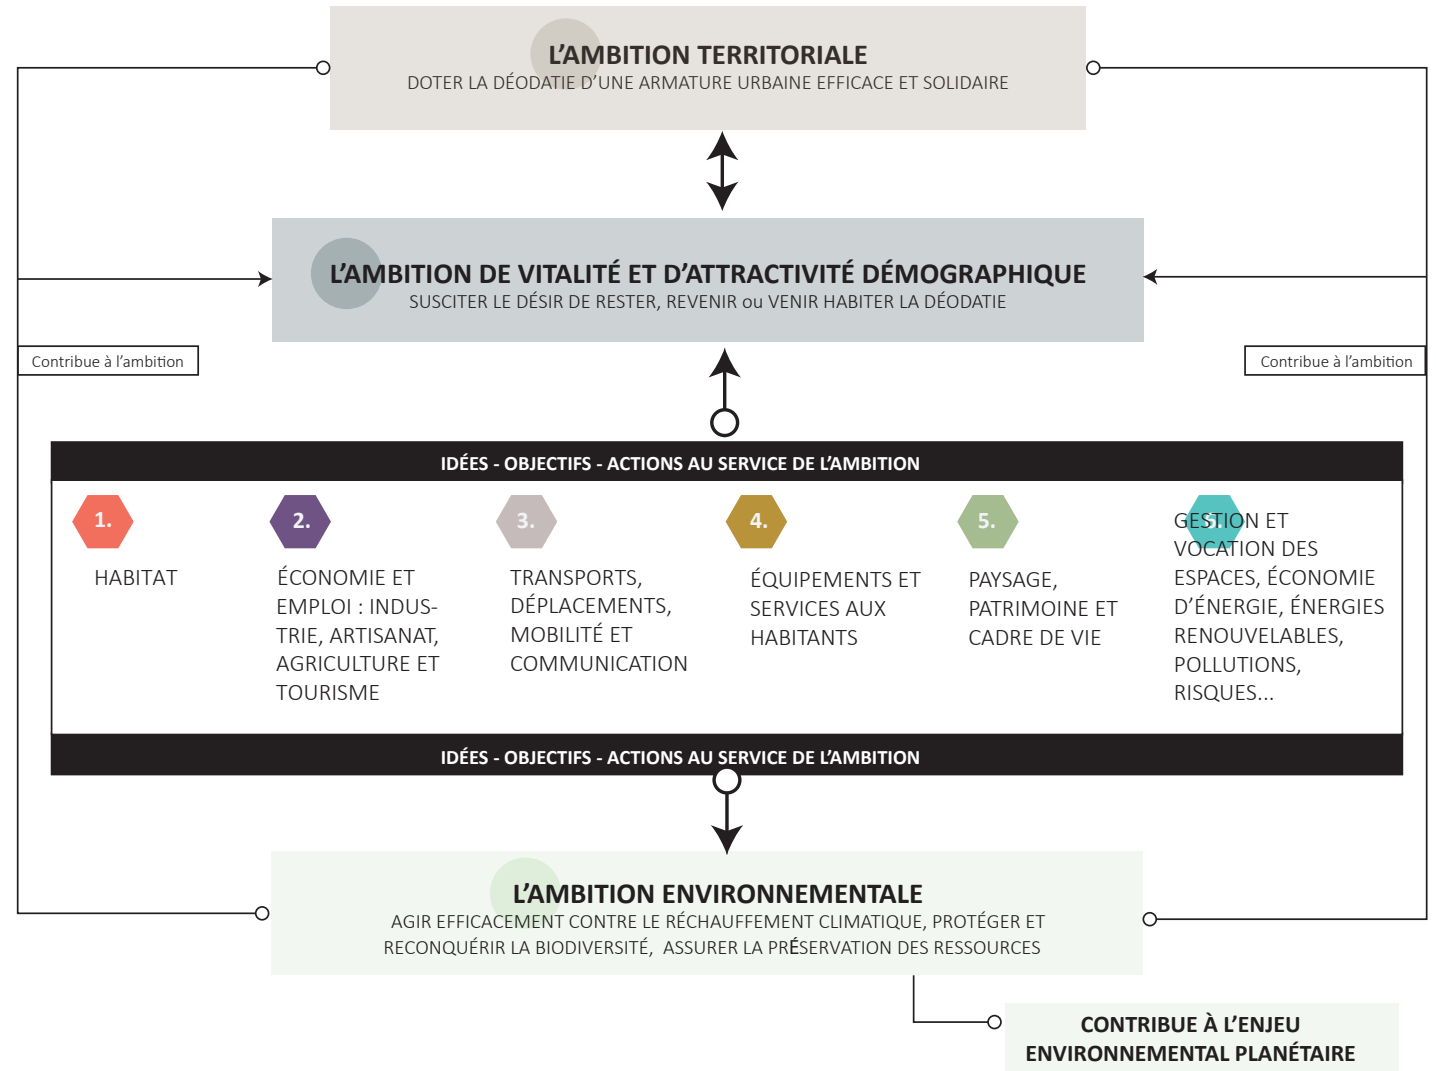 L'AMBITION TERRITORIALE
DOTER LA DÉODATIE D'UNE ARMATURE URBAINE EFFICACE ET SOLIDAIRE
L'AMBITION DE VITALITÉ ET D'ATTRACTIVITÉ DÉMOGRAPHIQUE
SUSCITER LE DÉSIR DE RESTER, REVENIR ou VENIR HABITER LA DÉODATIE
Contribue à l'ambition
Contribue à l'ambition
IDÉES - OBJECTIFS - ACTIONS AU SERVICE DE L'AMBITION
1.
HABITAT
2.
ÉCONOMIE ET
EMPLOI : INDUS-
TRIE, ARTISANAT,
AGRICULTURE ET
TOURISME
3.
TRANSPORTS,
DÉPLACEMENTS,
MOBILITÉ ET
COMMUNICATION
4.
ÉQUIPEMENTS ET
SERVICES AUX
HABITANTS
5.
PAYSAGE,
PATRIMOINE ET
CADRE DE VIE
6.
GESTION ET
VOCATION DES
ESPACES, ÉCONOMIE
D'ÉNERGIE, ÉNERGIES
RENOUVELABLES,
POLLUTIONS,
RISQUES...
IDÉES - OBJECTIFS - ACTIONS AU SERVICE DE L'AMBITION
L'AMBITION ENVIRONNEMENTALE
AGIR EFFICACEMENT CONTRE LE RÉCHAUFFEMENT CLIMATIQUE, PROTÉGER ET
RECONQUÉRIR LA BIODIVERSITÉ, ASSURER LA PRÉSERVATION DES RESSOURCES
CONTRIBUE À L'ENJEU
ENVIRONNEMENTAL PLANÉTAIRE